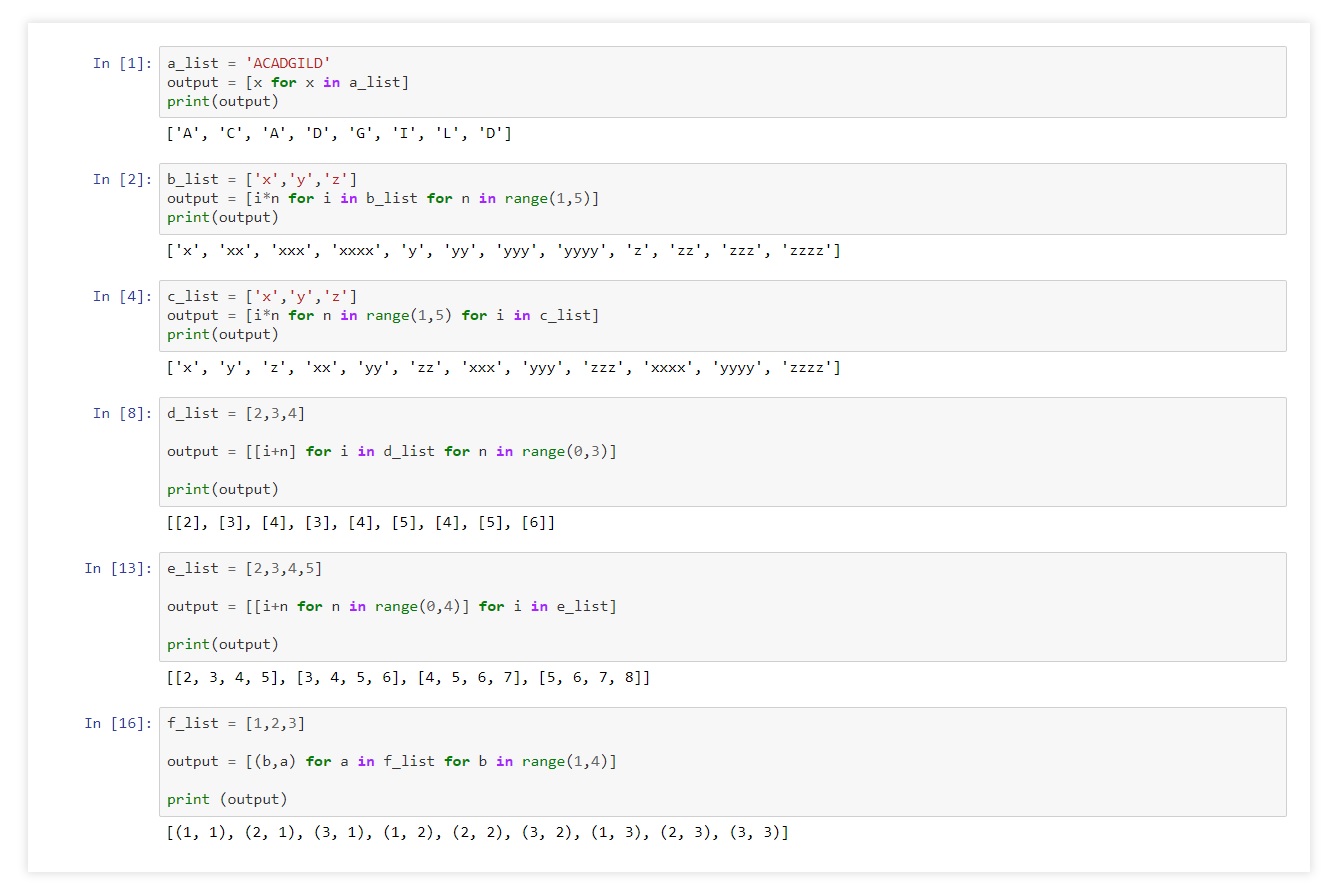 In [1]: a_list = 'ACADGILD'
output = [x for x in a_list]
print(output)
['A', 'C', 'A', 'D', 'G', 'I', 'L', 'D']
In [2]: b_list = ['x','y','z']
output = [i*n for i in b_list for n in range(1,5)]
print(output)
['x', 'xx', 'xxx', 'xxxx', 'y', 'yy', 'yyy', 'yyyy', 'z', 'zz', 'zzz', 'zzzz']
In [4]: c_list = ['x','y','z']
output = [i*n for n in range(1,5) for i in c_list]
print(output)
['x', 'y', 'z', 'xx', 'yy', 'zz', 'xxx', 'yyy', 'zzz', 'xxxx', 'yyyy', 'zzzz']
In [8]: d_list = [2,3,4]
output = [[i+n] for i in d_list for n in range(0,3)]
print(output)
[[2], [3], [4], [3], [4], [5], [4], [5], [6]]
In [13]: e_list = [2,3,4,5]
output = [[i+n for n in range(0,4)] for i in e_list]
print(output)
[[2, 3, 4, 5], [3, 4, 5, 6], [4, 5, 6, 7], [5, 6, 7, 8]]
In [16]: f_list = [1,2,3]
output = [(b,a) for a in f_list for b in range(1,4)]
print (output)
[(1, 1), (2, 1), (3, 1), (1, 2), (2, 2), (3, 2), (1, 3), (2, 3), (3, 3)]